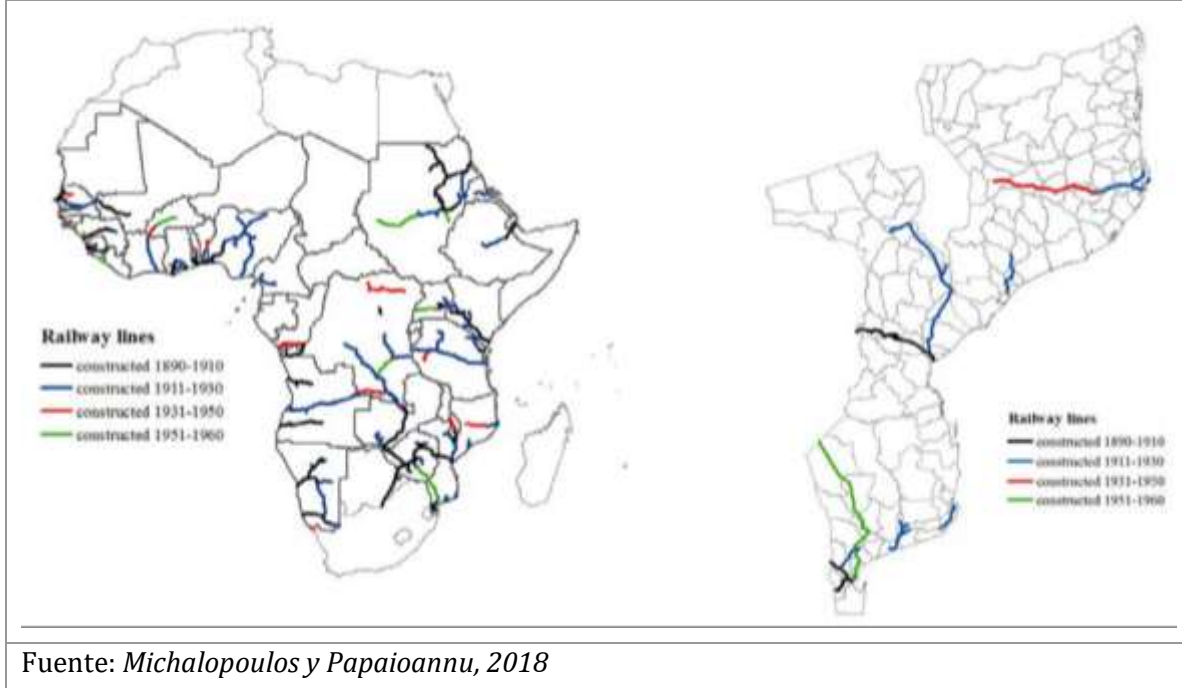 Railway lines
constructed 1890-1910
constructed 1911-1930
constructed 1931-1950
constructed 1951-1960
Railway lines
constructed 1890-1910
constructed 1911-1930
constructed 1931-1950
constructed 1951-1960
Fuente: Michalopoulos y Papaioannu, 2018